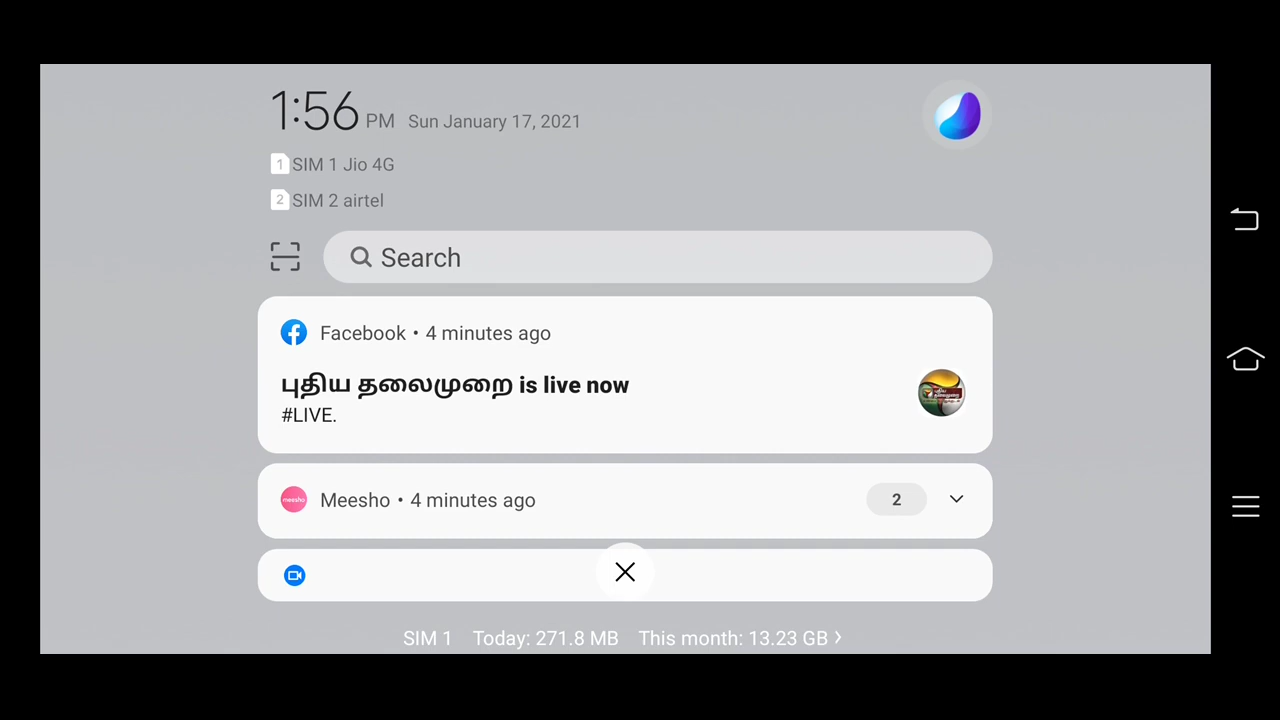 1:56 PM Sun January 17, 2021
1 SIM 1 Jio 4G
2 SIM 2 airtel
Search
Facebook • 4 minutes ago
புதிய தலைமுறை is live now
#LIVE.
meesho Meesho • 4 minutes ago 2
SIM 1 Today: 271.8 MB This month: 13.23 GB